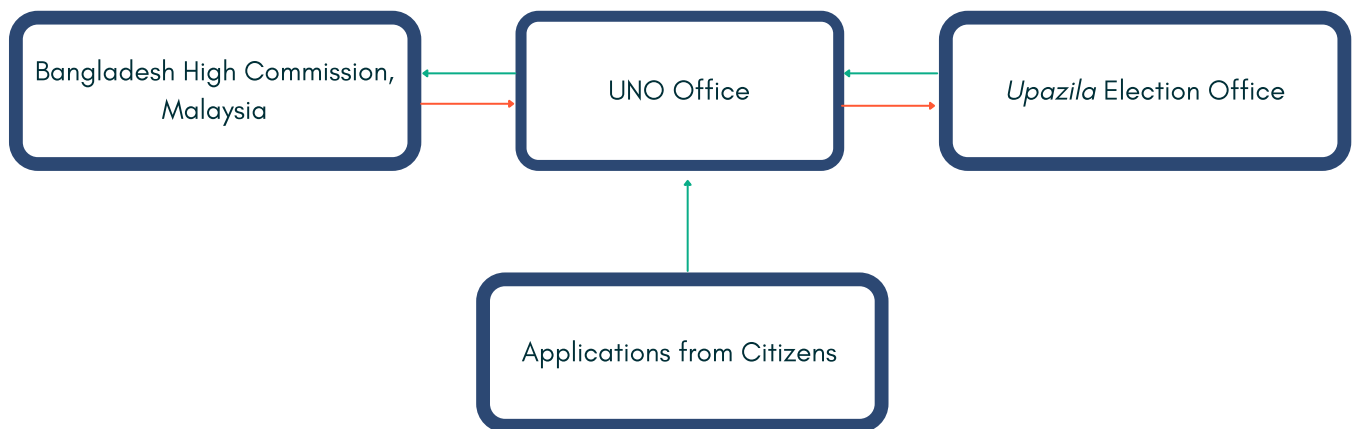 Bangladesh High Commission,
Malaysia
UNO Office
Upazila Election Office
Applications from Citizens